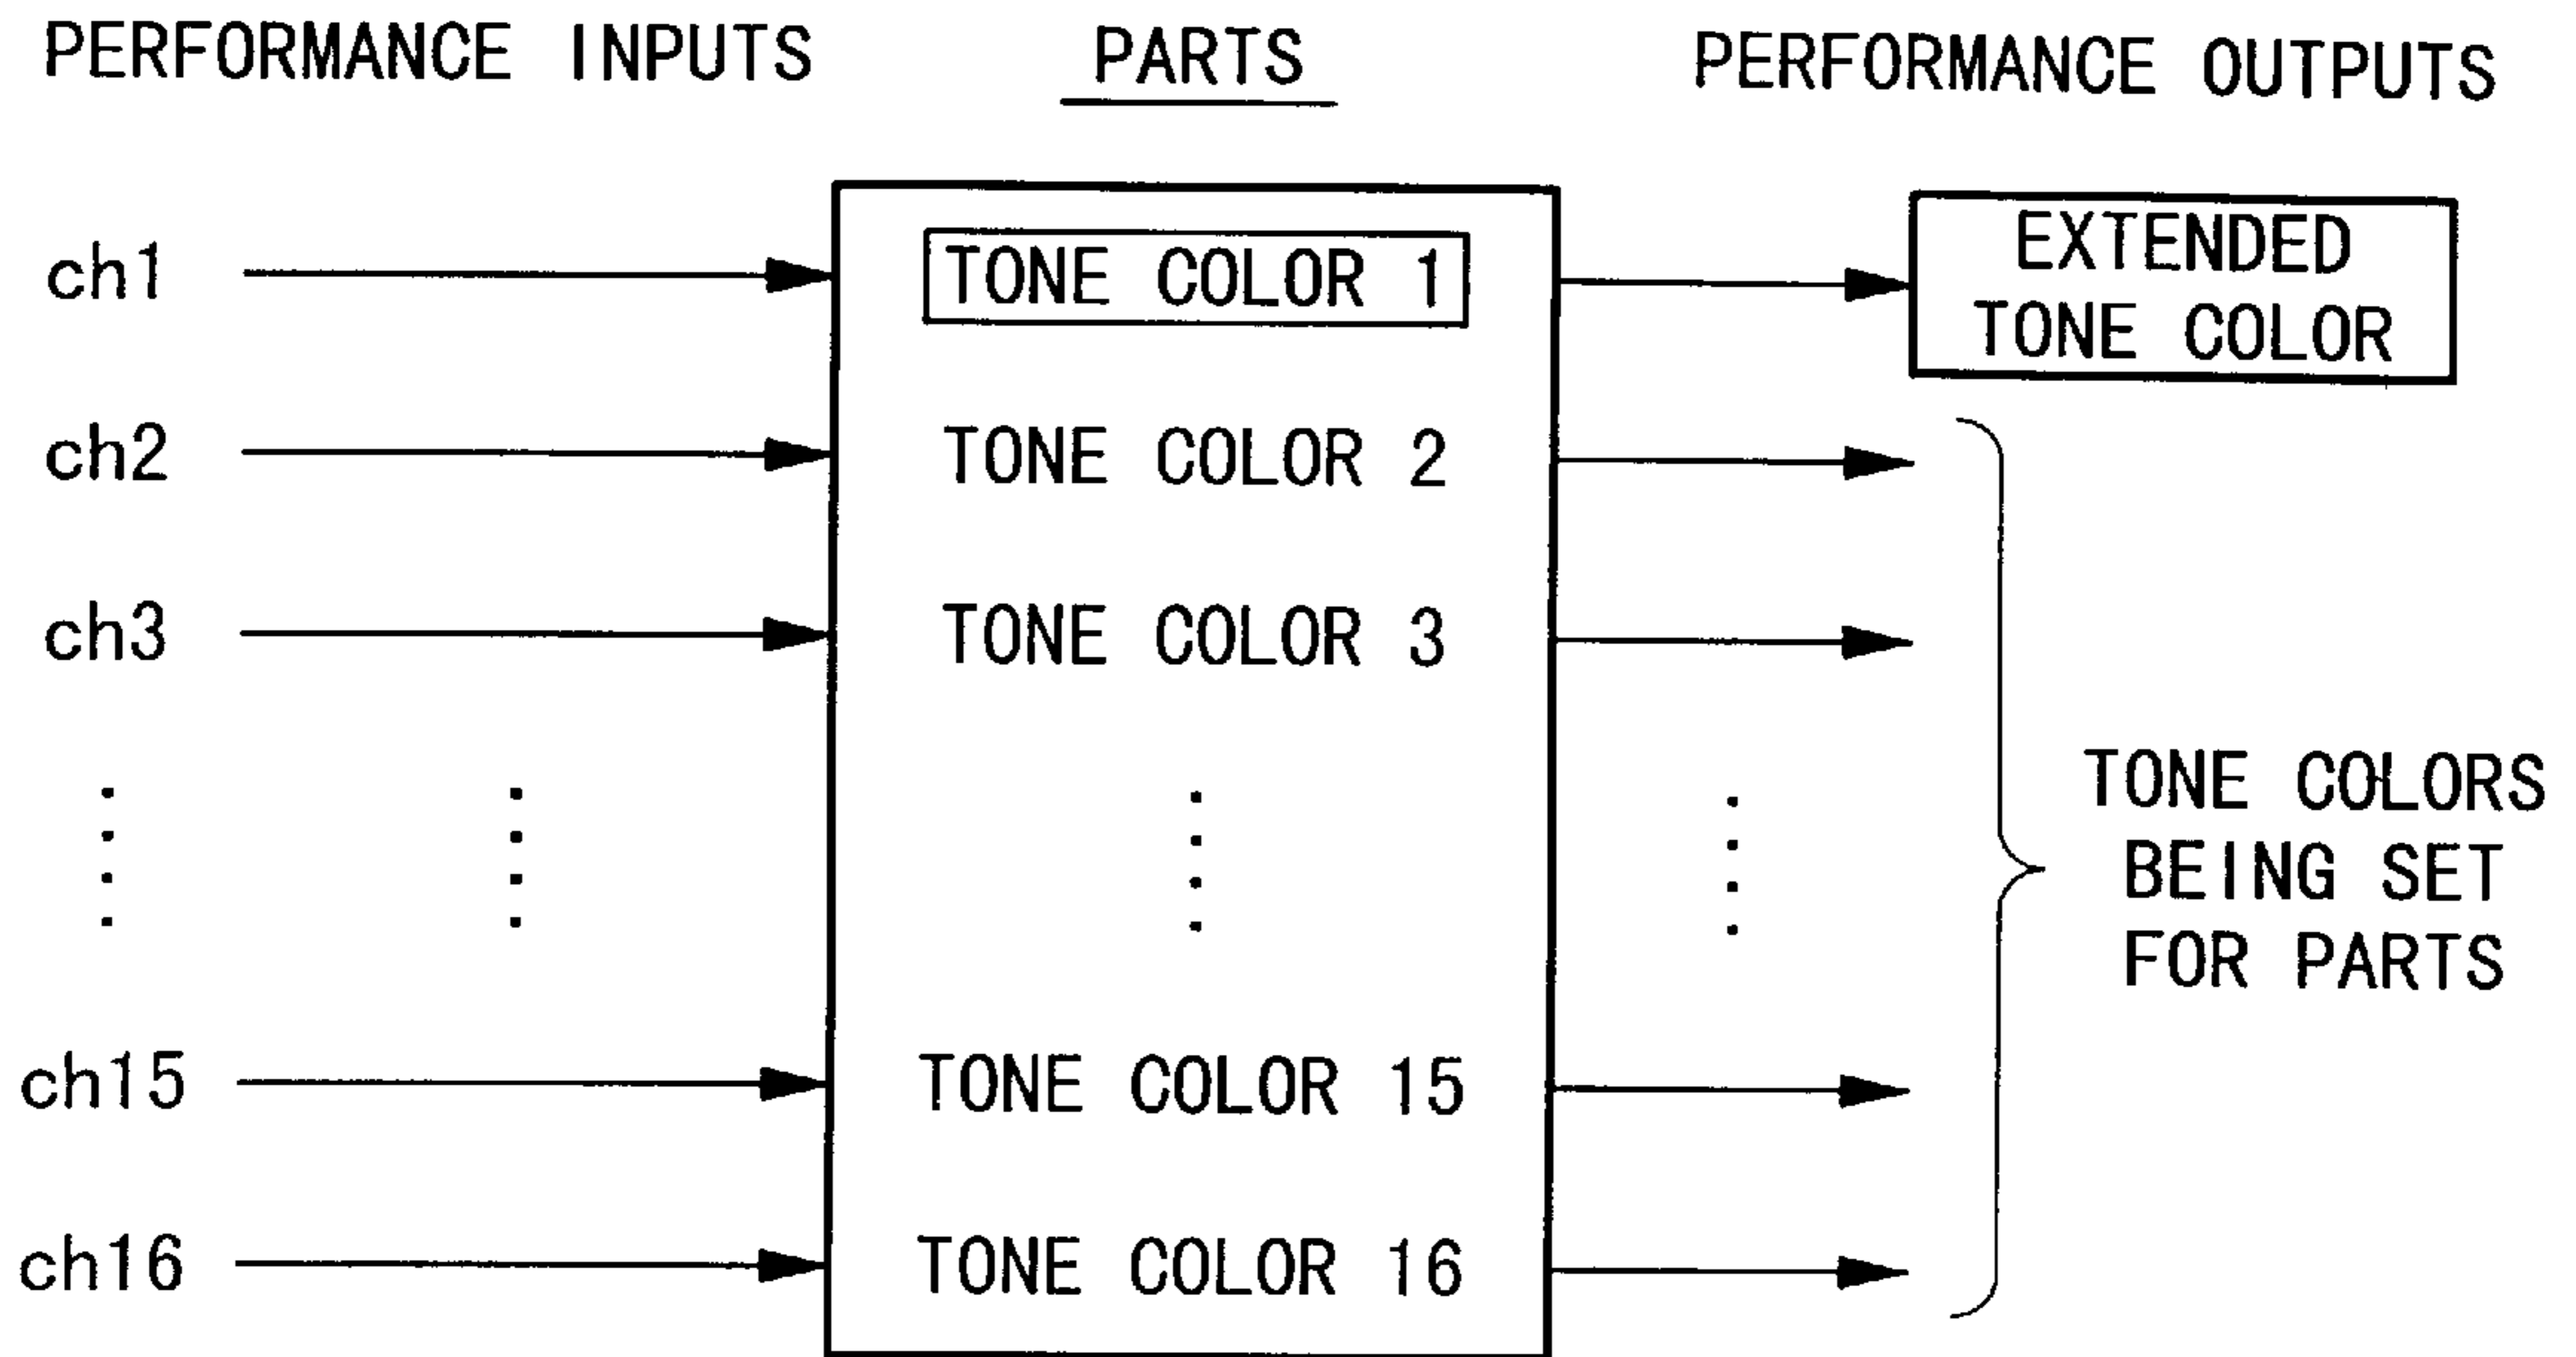 PERFORMANCE INPUTS
PARTS
PERFORMANCE OUTPUTS
ch1
TONE COLOR 1
EXTENDED
TONE COLOR
ch2
TONE COLOR 2
ch3
TONE COLOR 3
TONE COLORS
BEING SET
FOR PARTS
ch15
TONE COLOR 15
ch16
TONE COLOR 16